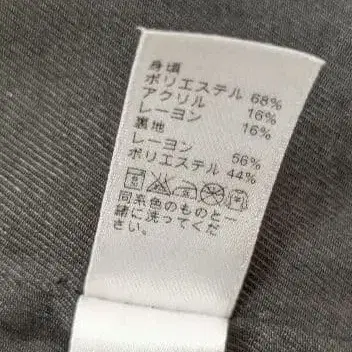 身頃
ポリエステル 68%
アクリル 16%
レーヨン 16%
裏地
レーヨン 56%
ポリエステル 44%
同系色のものと一
緒に洗ってくだ
さい。